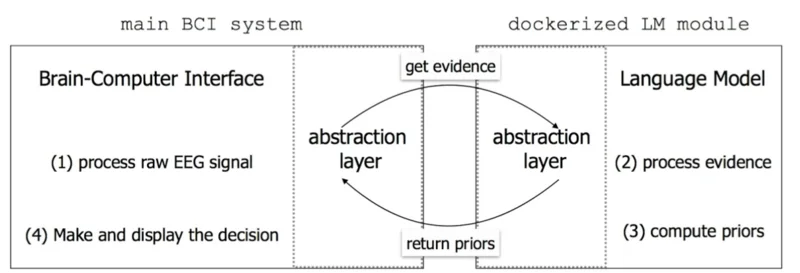 main BCI system
dockerized LM module
get evidence
Brain-Computer Interface
Language Model
abstraction
layer
abstraction
layer
(1) process raw EEG signal
(2) process evidence
(4) Make and display the decision
(3) compute priors
return priors